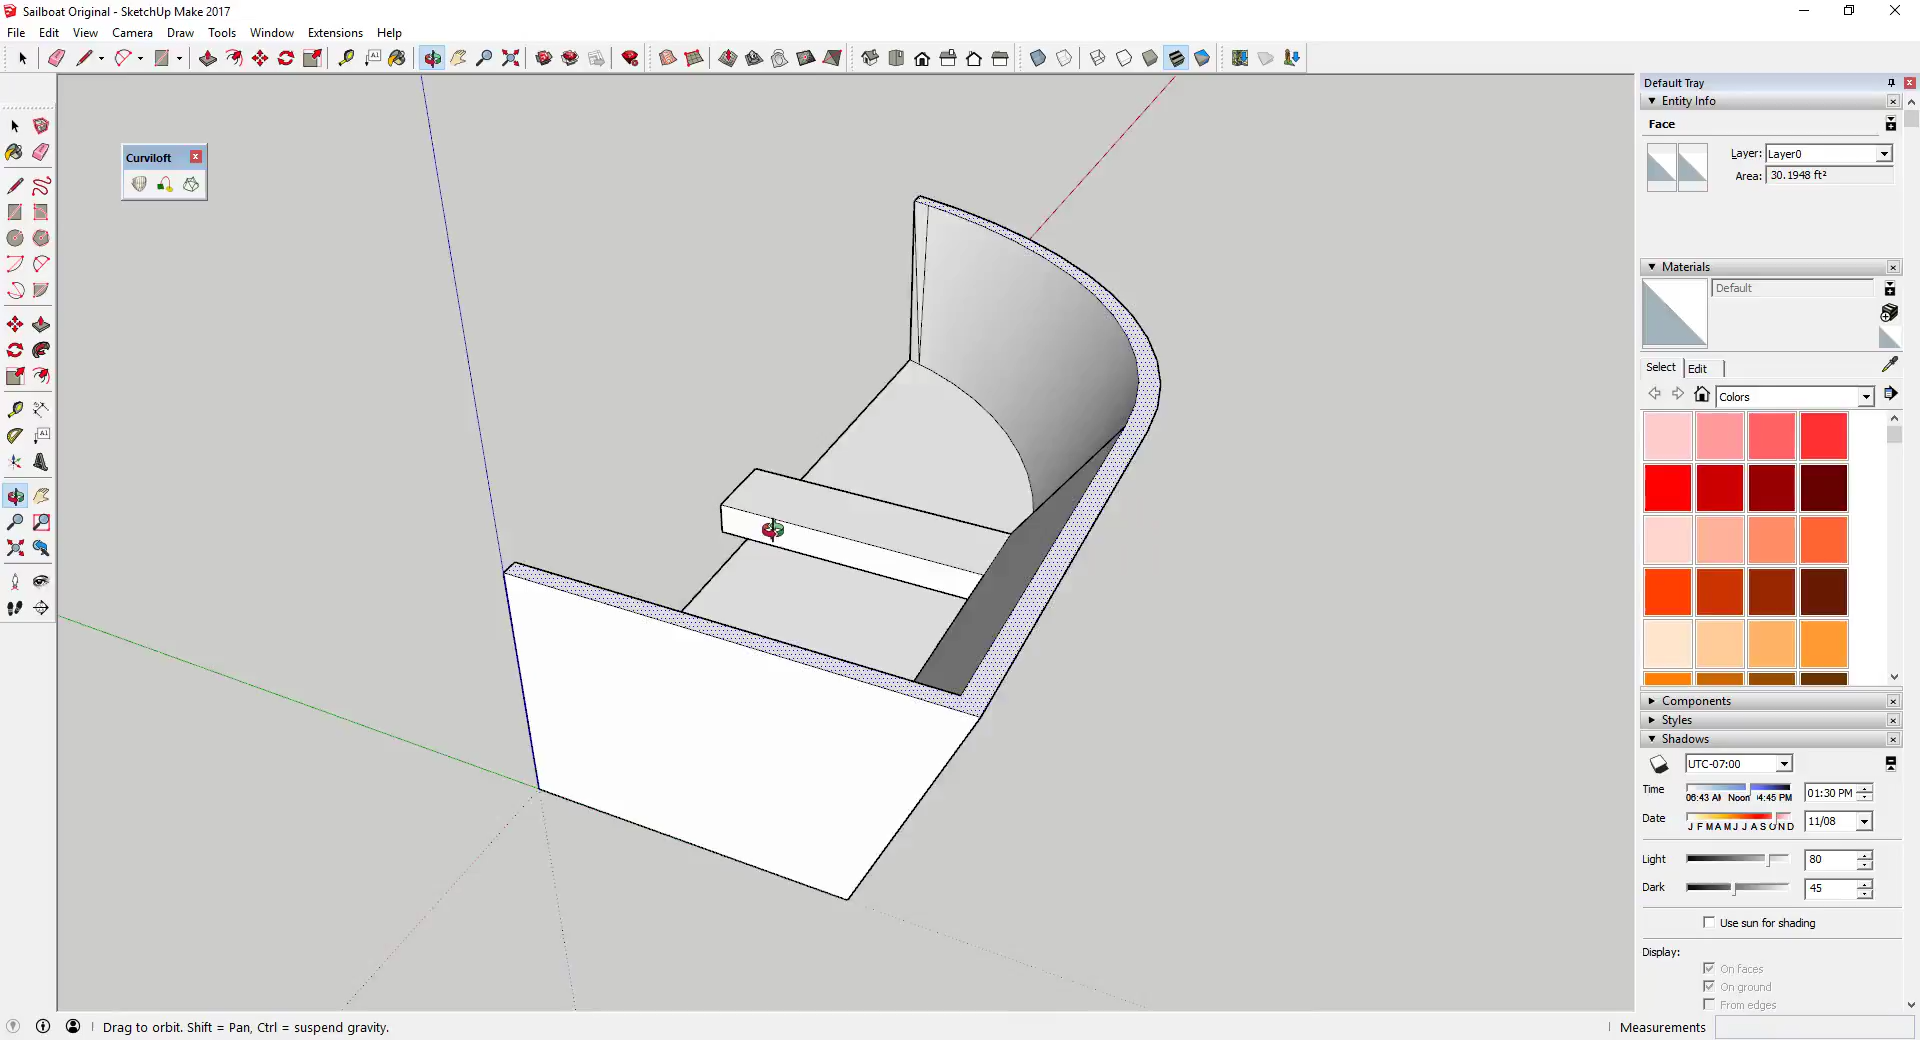 Sailboat Original - SketchUp Make 2017
File Edit View Camera Draw Tools Window Extensions Help
Default Tray
Entity Info
Face
Layer: Layer0
Area: 30.1948 ft²
Curviloft
Materials
Default
Select Edit
Colors
Components
Styles
Shadows
UTC-07:00
Time
06:43 AM Noon 04:45 PM
01:30 PM
Date
J F M A M J J A S O N D
11/08
Light
80
Dark
45
Use sun for shading
Display:
On faces
On ground
From edges
Drag to orbit. Shift = Pan, Ctrl = suspend gravity.
Measurements